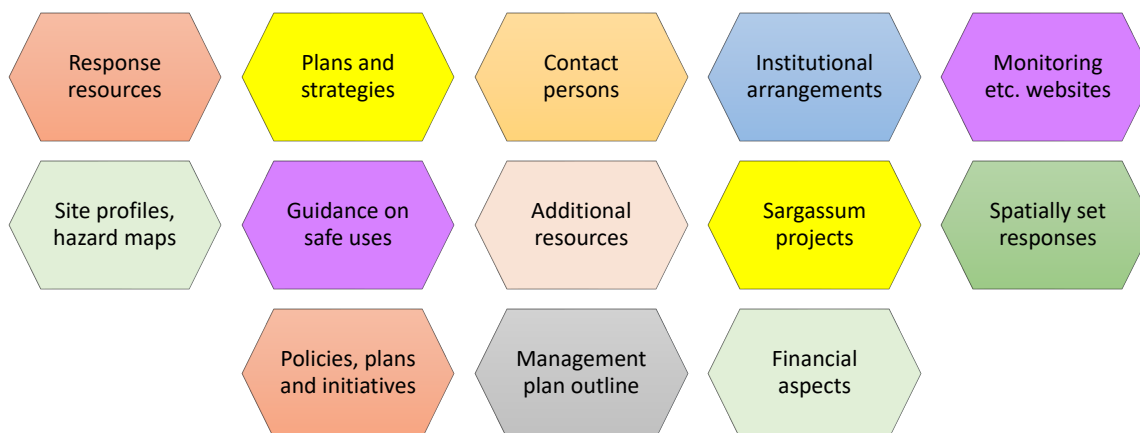 Response
resources
Plans and
strategies
Contact
persons
Institutional
arrangements
Monitoring
etc. websites
Site profiles,
hazard maps
Guidance on
safe uses
Additional
resources
Sargassum
projects
Spatially set
responses
Policies, plans
and initiatives
Management
plan outline
Financial
aspects